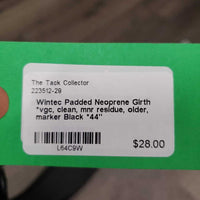 The Tack Collector
223512-29
Wintec Padded Neoprene Girth
*vgc, clean, mnr residue, older,
marker Black *44"
L64C9W
$28.00